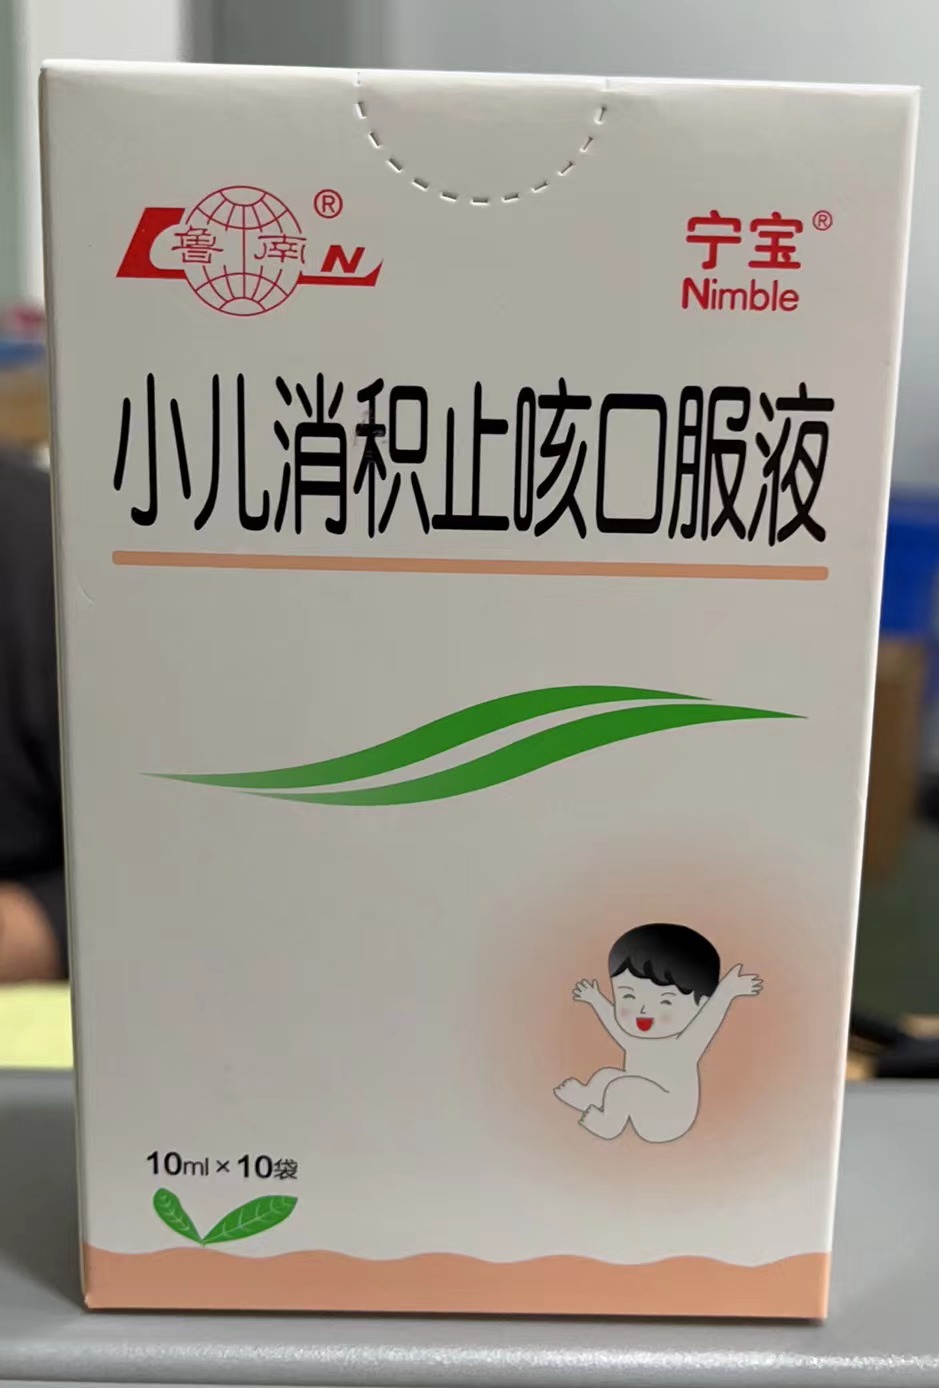 鲁南 N ®
宁宝®
Nimble
小儿消积止咳口服液
10ml×10袋